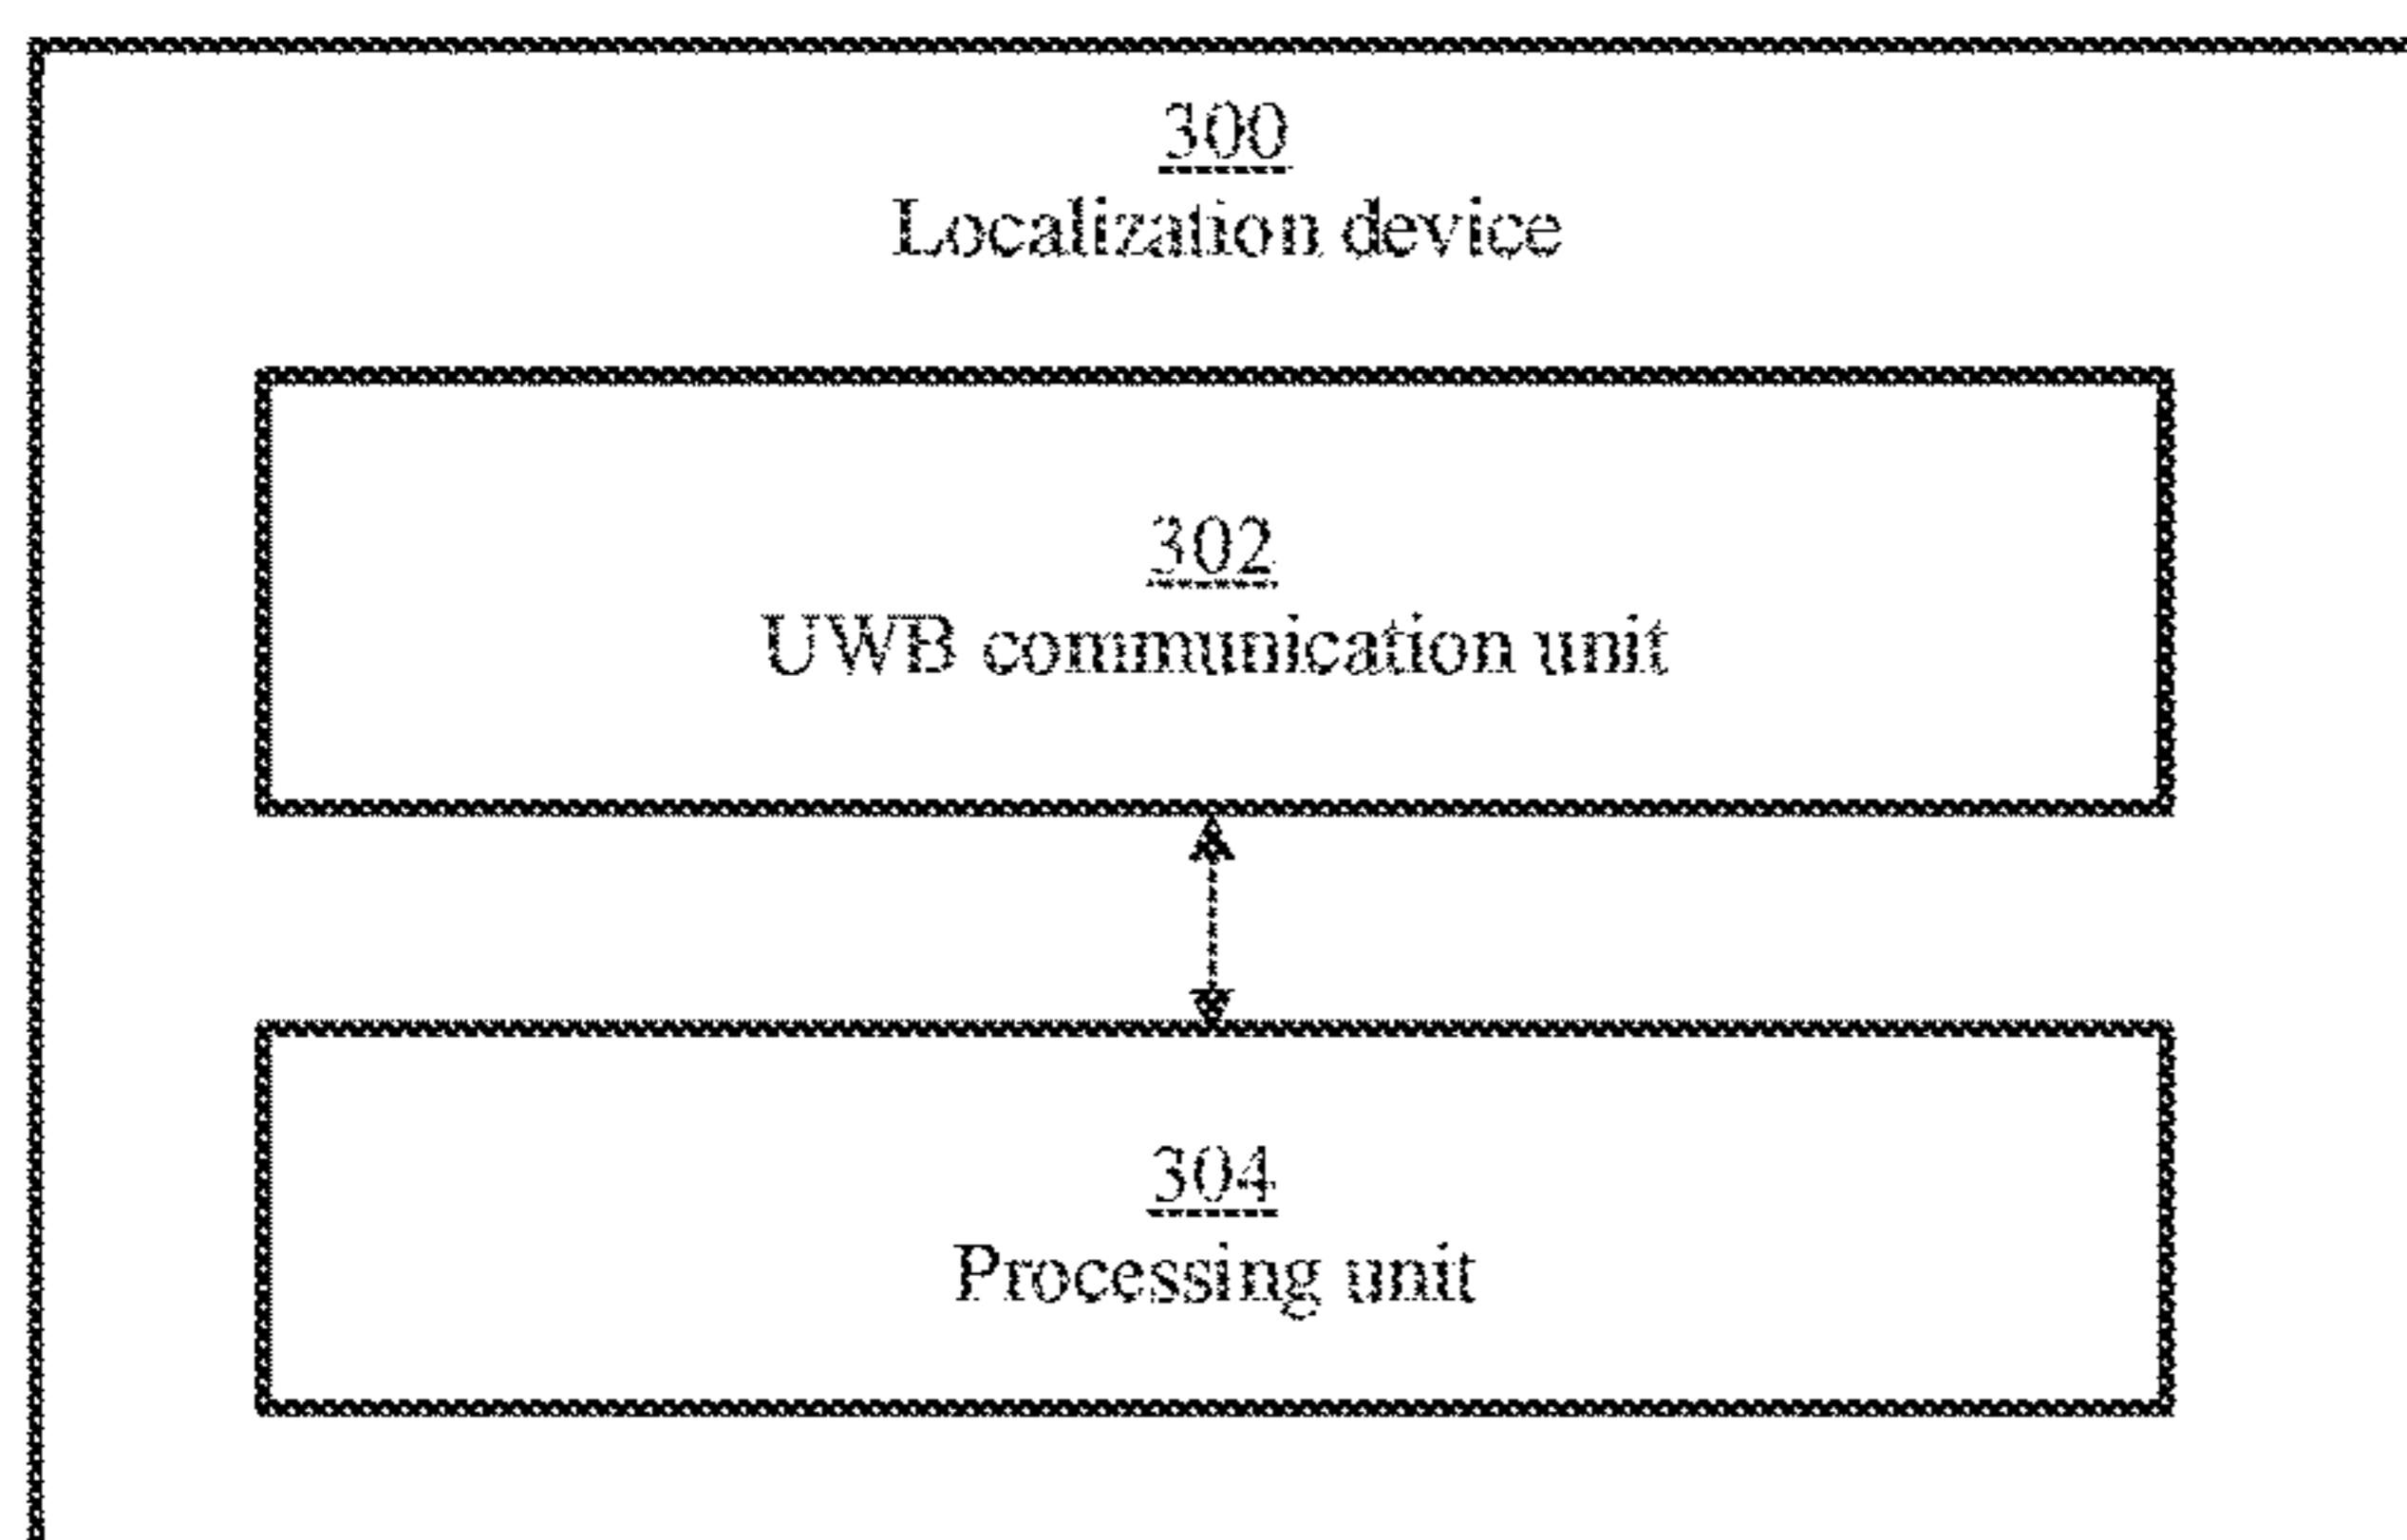 300
Localization device
302
UWB communication unit
304
Processing unit